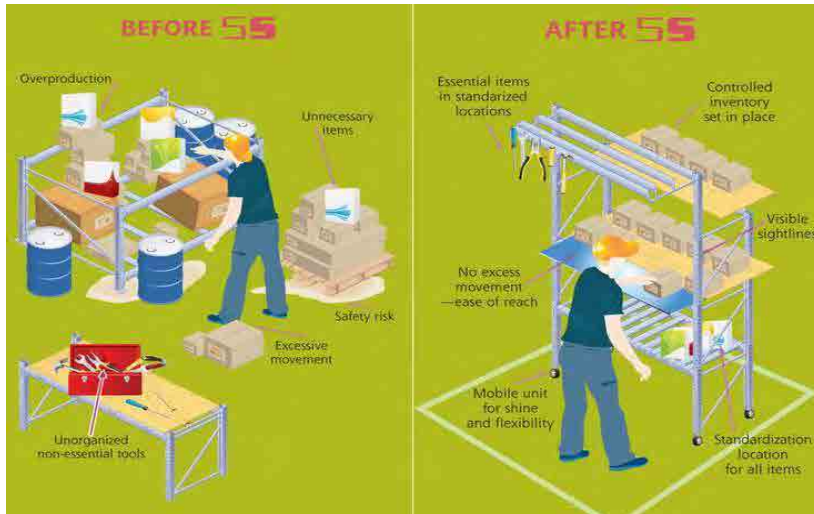 BEFORE 5S
Overproduction
Unnecessary
items
Safety risk
Excessive
movement
Unorganized
non-essential tools
AFTER 5S
Essential items
in standarized
locations
Controlled
inventory
set in place
Visible
sightlines
No excess
movement
—ease of reach
Mobile unit
for shine
and flexibility
Standardization
location
for all items